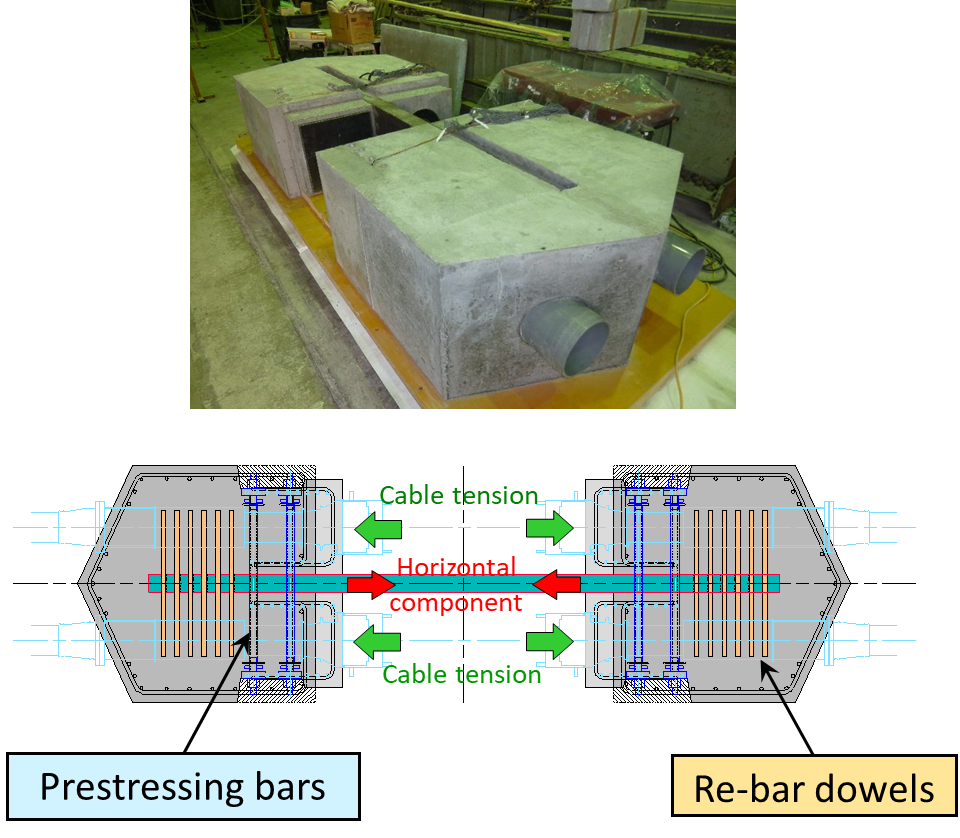 Cable tension
Horizontal
component
Cable tension
Prestressing bars
Re-bar dowels